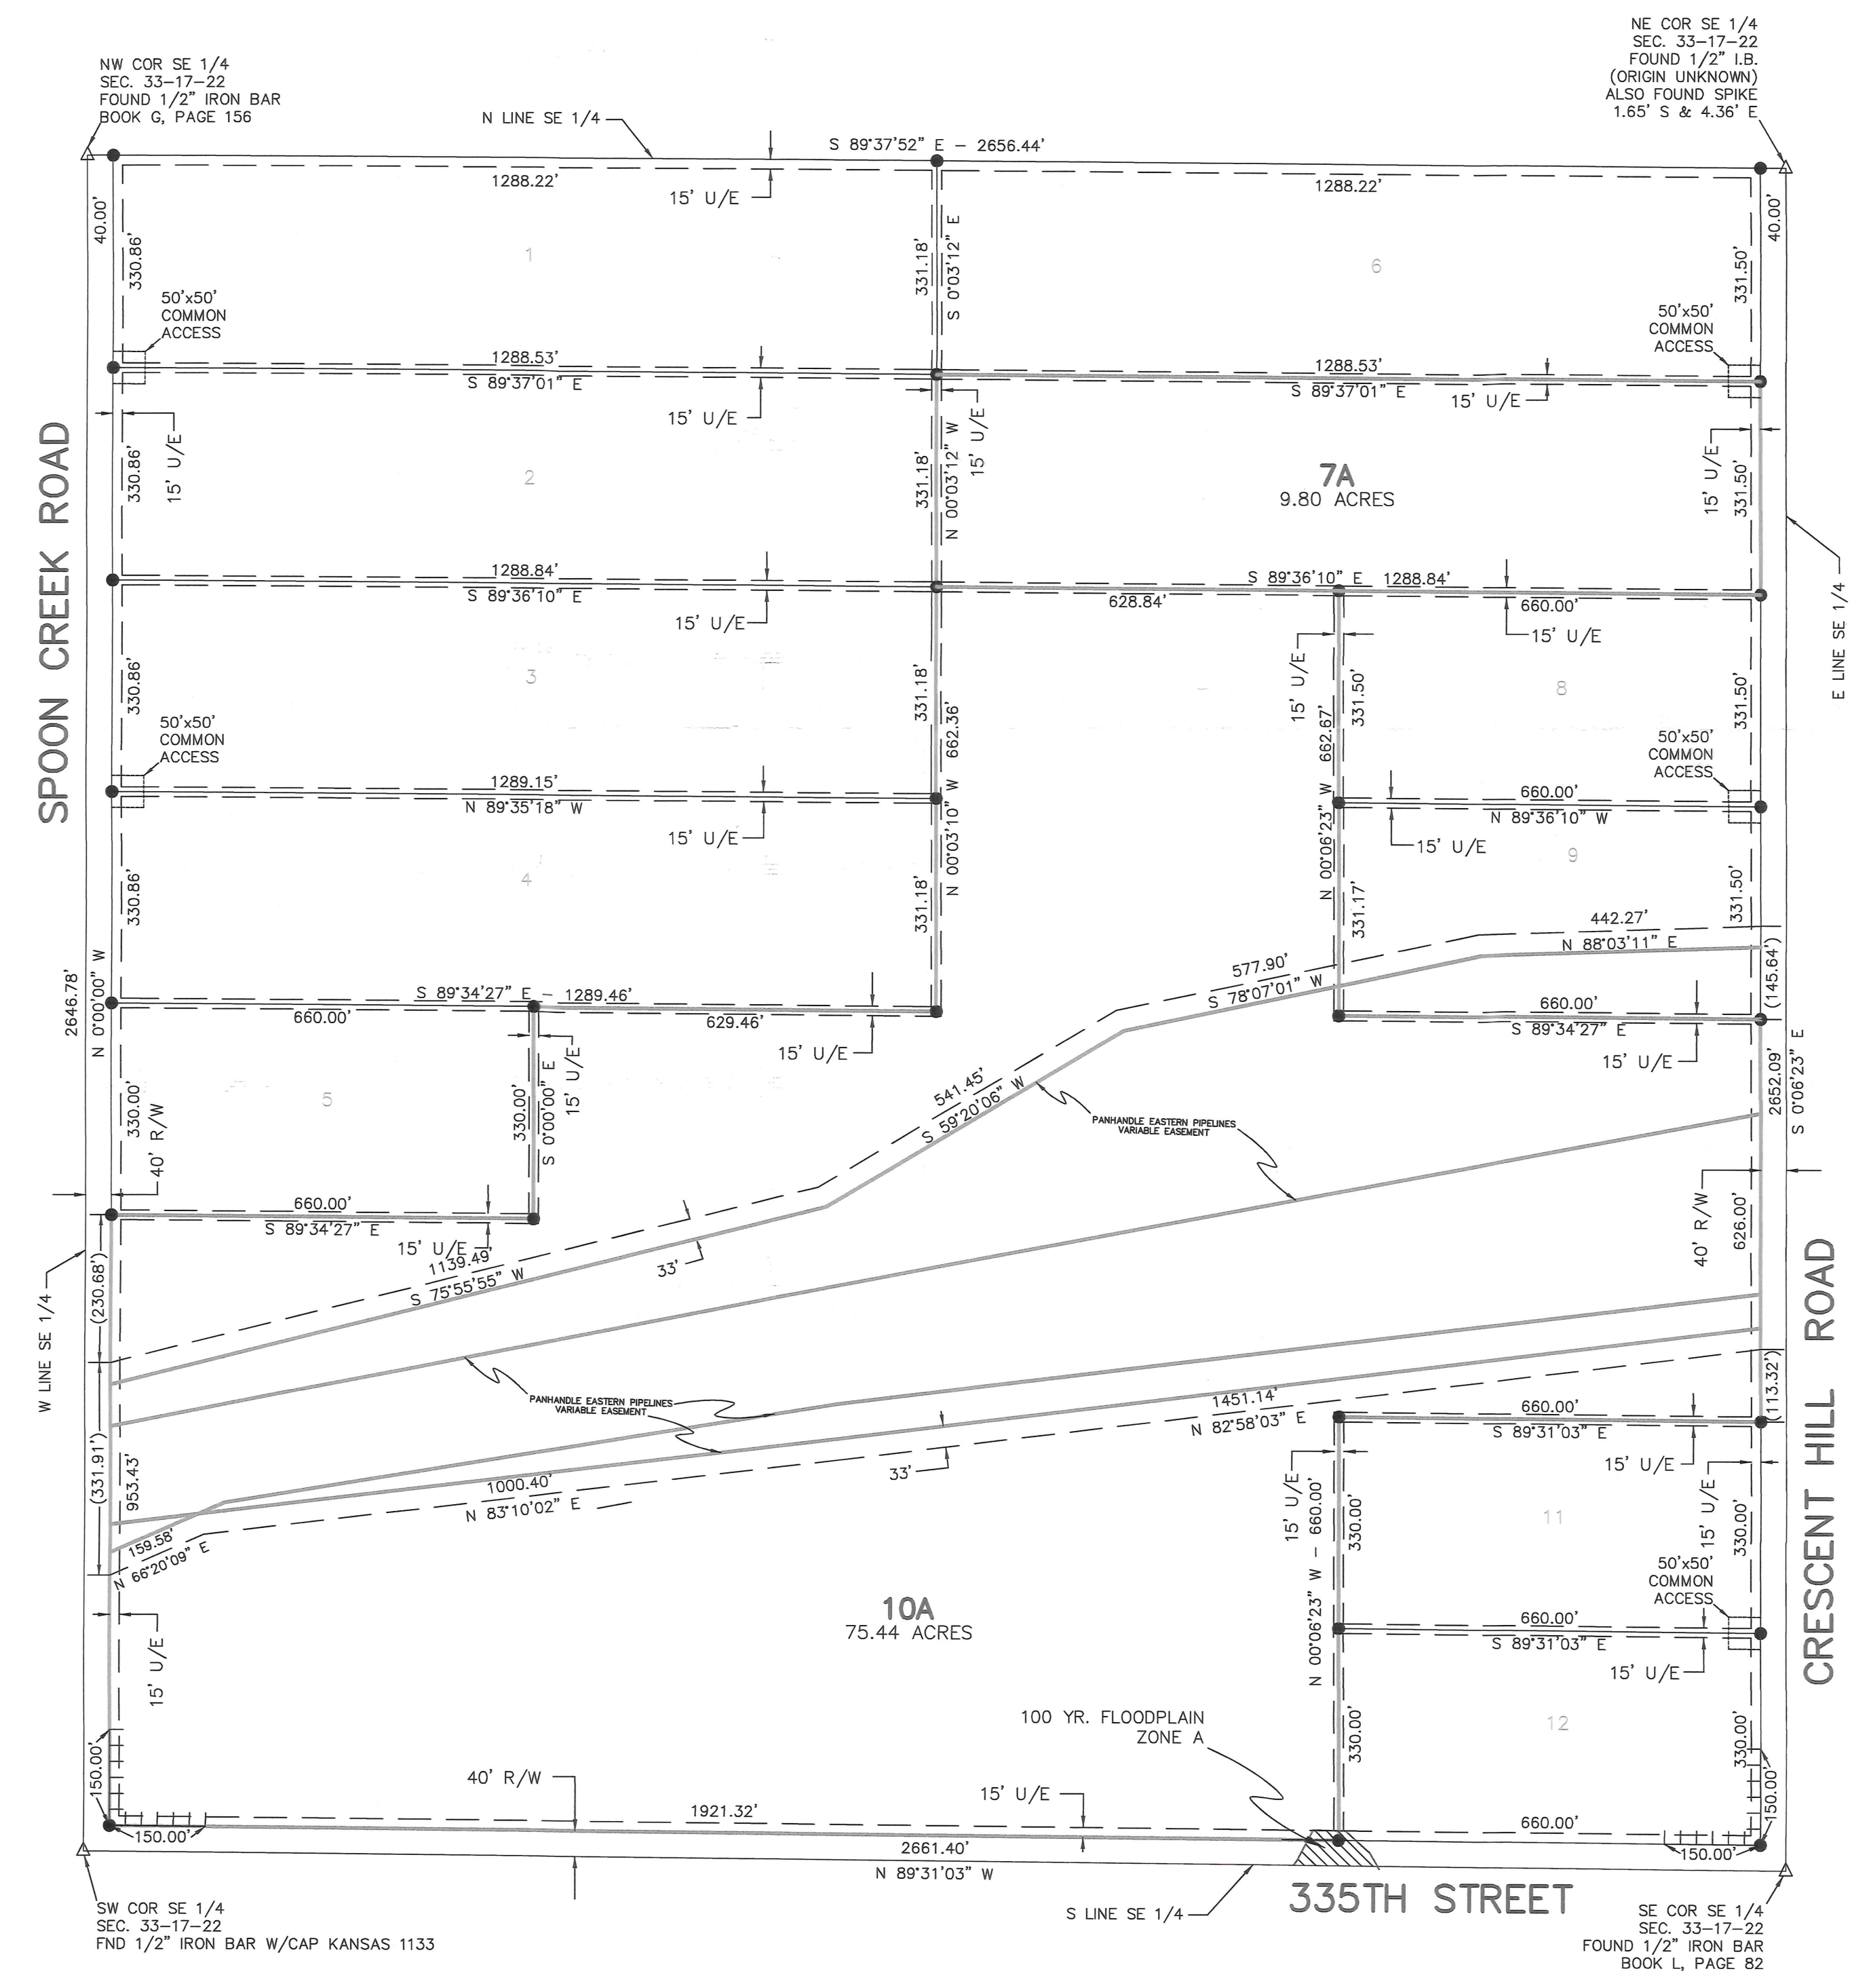 NW COR SE 1/4
SEC. 33-17-22
FOUND 1/2" IRON BAR
BOOK G, PAGE 156
N LINE SE 1/4
S 89°37'52" E - 2656.44'
NE COR SE 1/4
SEC. 33-17-22
FOUND 1/2" I.B.
(ORIGIN UNKNOWN)
ALSO FOUND SPIKE
1.65' S & 4.36' E
1288.22'
15' U/E
1288.22'
40.00'
330.86'
1
331.18'
S 0°03'12" E
6
331.50'
40.00'
50'x50'
COMMON
ACCESS
50'x50'
COMMON
ACCESS
1288.53'
S 89°37'01" E
15' U/E
1288.53'
S 89°37'01" E
15' U/E
SPOON CREEK ROAD
330.86'
15' U/E
2
331.18'
N 00°03'12" W
15' U/E
7A
9.80 ACRES
15' U/E
331.50'
E LINE SE 1/4
1288.84'
S 89°36'10" E
15' U/E
S 89°36'10" E
1288.84'
628.84'
660.00'
15' U/E
330.86'
3
331.18'
N 00°03'10" W 662.36'
15' U/E
331.50'
N 00°06'23" W 662.67'
8
331.50'
50'x50'
COMMON
ACCESS
50'x50'
COMMON
ACCESS
1289.15'
N 89°35'18" W
15' U/E
660.00'
N 89°36'10" W
15' U/E
330.86'
4
331.18'
331.17'
9
331.50'
442.27'
N 88°03'11" E
577.90'
S 78°07'01" W
(145.64')
2646.78'
N 0°00'00" W
S 89°34'27" E - 1289.46'
660.00'
629.46'
15' U/E
660.00'
S 89°34'27" E
15' U/E
330.00'
40' R/W
5
330.00'
S 0°00'00" E
15' U/E
541.45'
S 59°20'06" W
PANHANDLE EASTERN PIPELINES
VARIABLE EASEMENT
2652.09'
S 0°06'23" E
660.00'
S 89°34'27" E
15' U/E
1139.49'
S 75°55'55" W
33'
40' R/W
626.00'
W LINE SE 1/4
(230.68')
(331.91')
953.43'
PANHANDLE EASTERN PIPELINES
VARIABLE EASEMENT
CRESCENT HILL ROAD
(113.32')
1451.14'
N 82°58'03" E
33'
1000.40'
N 83°10'02" E
159.58'
N 66°20'09" E
660.00'
S 89°31'03" E
15' U/E
15' U/E
N 00°06'23" W - 660.00'
330.00'
11
15' U/E
330.00'
50'x50'
COMMON
ACCESS
10A
75.44 ACRES
660.00'
S 89°31'03" E
15' U/E
15' U/E
100 YR. FLOODPLAIN
ZONE A
330.00'
12
330.00'
150.00'
150.00'
40' R/W
1921.32'
15' U/E
660.00'
150.00'
150.00'
2661.40'
N 89°31'03" W
S LINE SE 1/4
335TH STREET
SW COR SE 1/4
SEC. 33-17-22
FND 1/2" IRON BAR W/CAP KANSAS 1133
SE COR SE 1/4
SEC. 33-17-22
FOUND 1/2" IRON BAR
BOOK L, PAGE 82